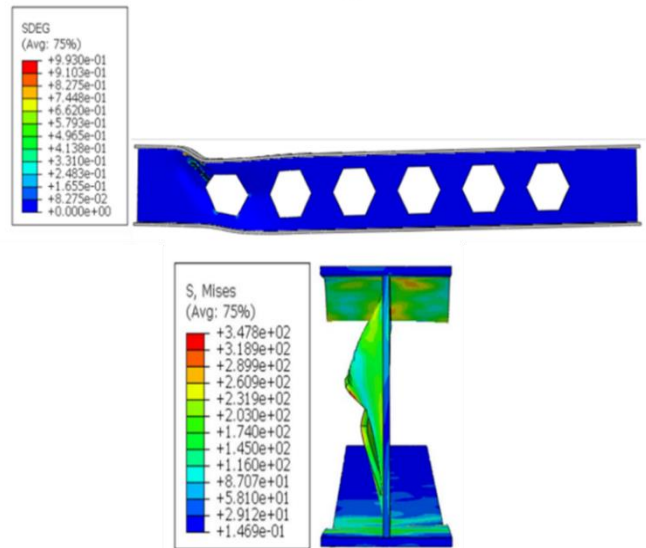 SDEG
(Avg: 75%)
+9.930e-01
+9.103e-01
+8.275e-01
+7.448e-01
+6.620e-01
+5.793e-01
+4.965e-01
+4.138e-01
+3.310e-01
+2.483e-01
+1.655e-01
+8.275e-02
+0.000e+00
S, Mises
(Avg: 75%)
+3.478e+02
+3.189e+02
+2.899e+02
+2.609e+02
+2.319e+02
+2.030e+02
+1.740e+02
+1.450e+02
+1.160e+02
+8.707e+01
+5.810e+01
+2.912e+01
+1.469e-01